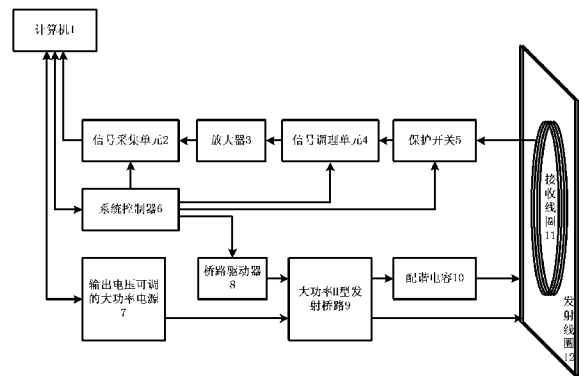 计算机1
信号采集单元2
放大器3
信号调理单元4
保护开关5
系统控制器6
桥路驱动器
8
输出电压可调
的大功率电源
7
大功率H型发
射桥路9
配谐电容10
接收线圈11
发射线圈12